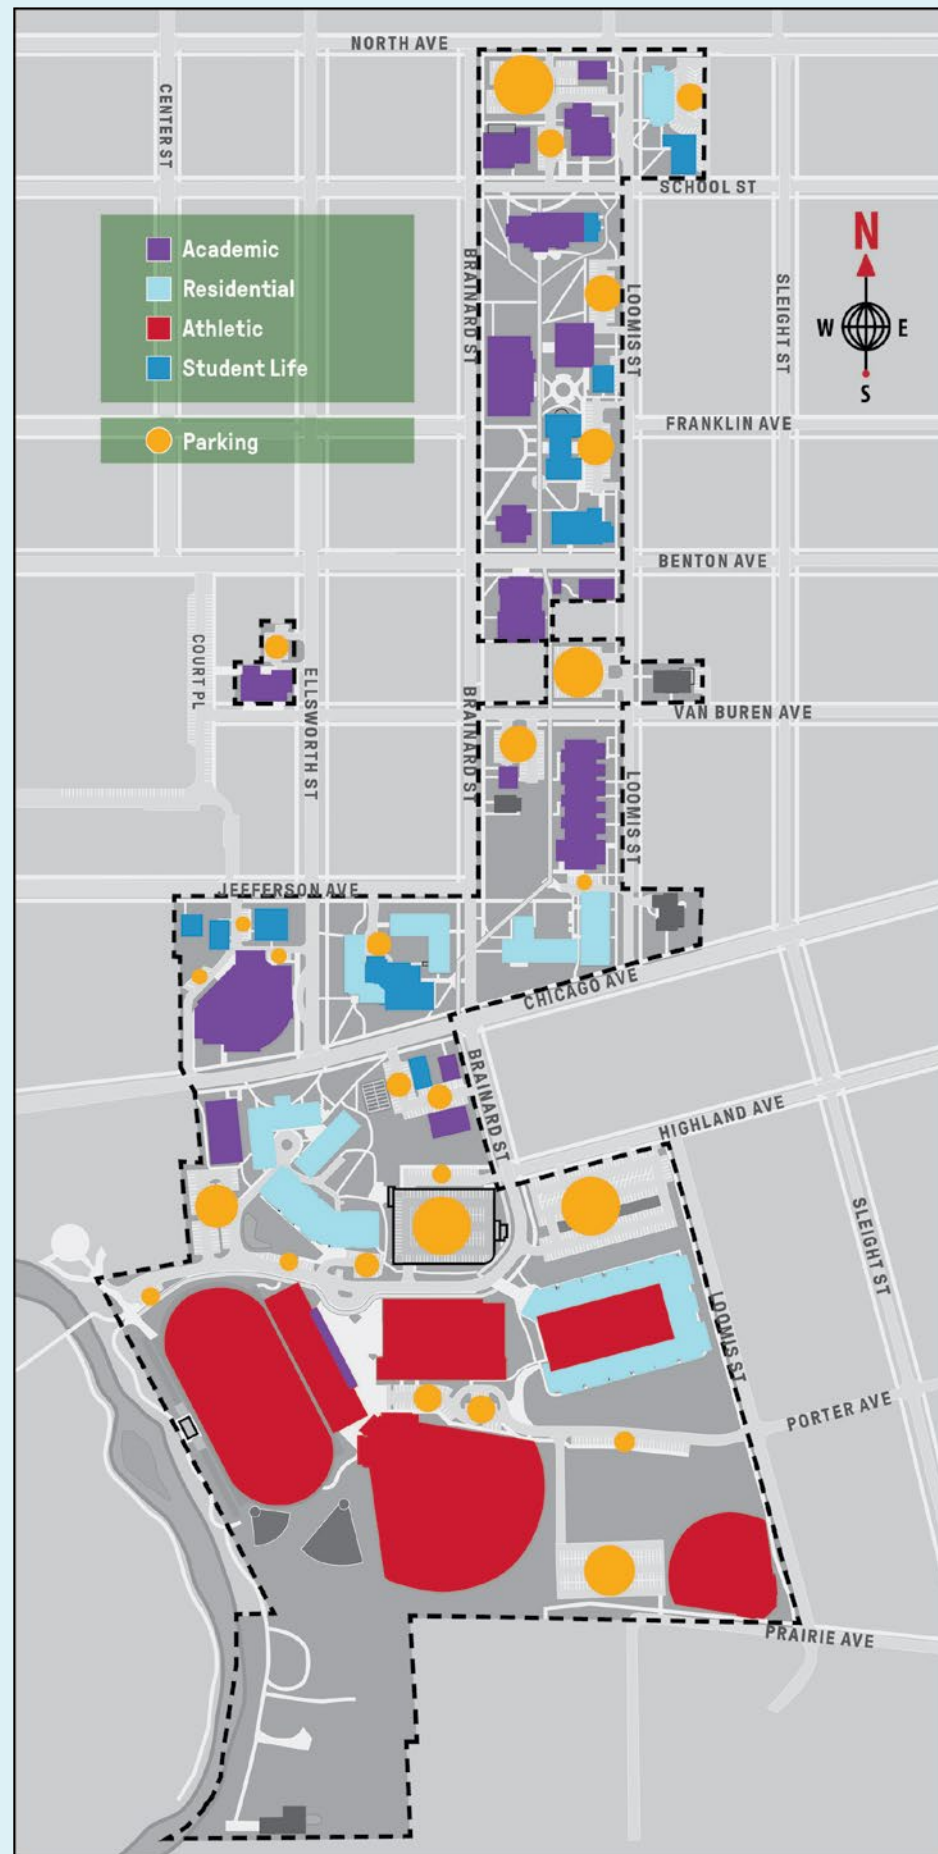 NORTH AVE
CENTER ST
SCHOOL ST
Academic
Residential
Athletic
Student Life
Parking
BRAINARD ST
LOOMIS ST
SLEIGHT ST
N
W
E
S
FRANKLIN AVE
BENTON AVE
COURT PL
ELLSWORTH ST
BRAINARD ST
VAN BUREN AVE
LOOMIS ST
JEFFERSON AVE
CHICAGO AVE
BRAINARD ST
HIGHLAND AVE
SLEIGHT ST
LOOMIS ST
PORTER AVE
PRAIRIE AVE